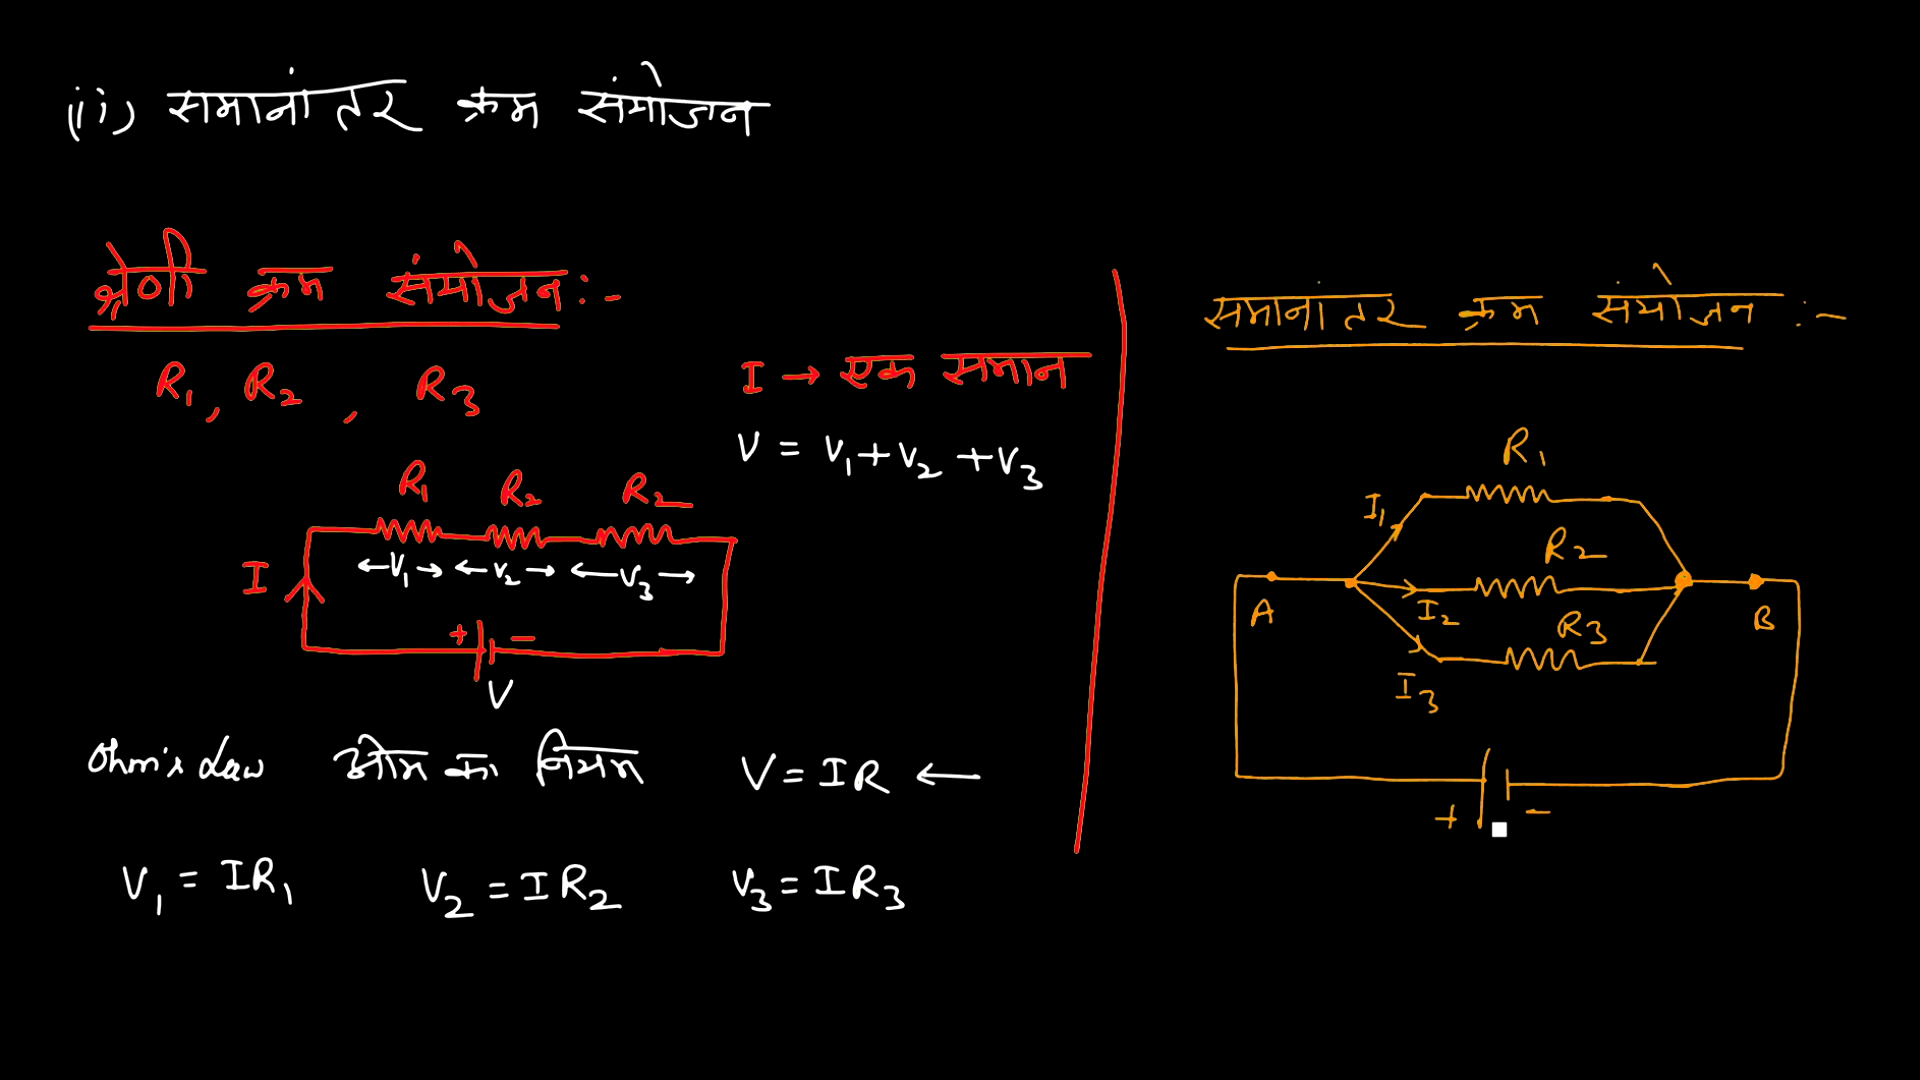 (ii) समानांतर क्रम संयोजन
श्रेणी क्रम संयोजन :-
R1, R2, R3
I → एक समान
V = V1 + V2 + V3
R1 R2 R2
I
←V1→ ←V2→ ←V3→
+ -
V
Ohm's Law ओम का नियम V = IR ←
V1 = IR1 V2 = IR2 V3 = IR3
समानांतर क्रम संयोजन :-
R1
I1
R2
A I2 B
R3
I3
+ -